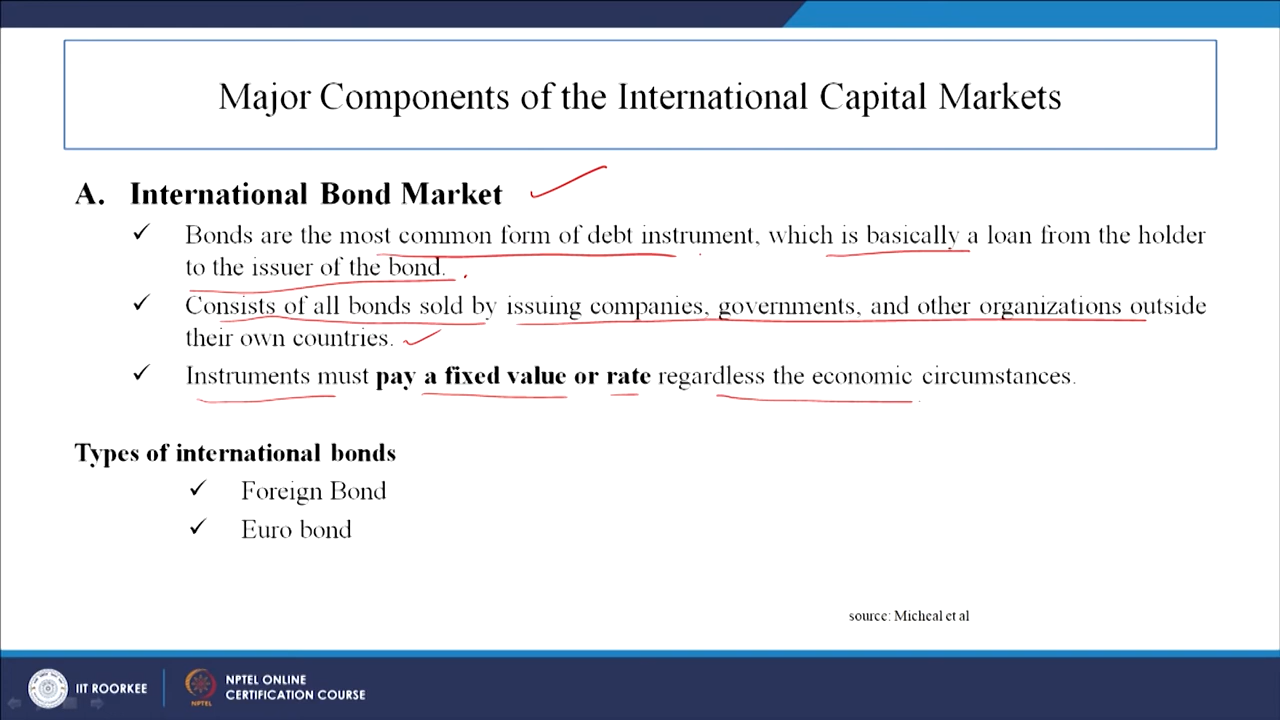 Major Components of the International Capital Markets
A. International Bond Market
✓ Bonds are the most common form of debt instrument, which is basically a loan from the holder
to the issuer of the bond.
✓ Consists of all bonds sold by issuing companies, governments, and other organizations outside
their own countries.
✓ Instruments must pay a fixed value or rate regardless the economic circumstances.
Types of international bonds
✓ Foreign Bond
✓ Euro bond
source: Micheal et al
IIT ROORKEE
NPTEL
NPTEL ONLINE
CERTIFICATION COURSE